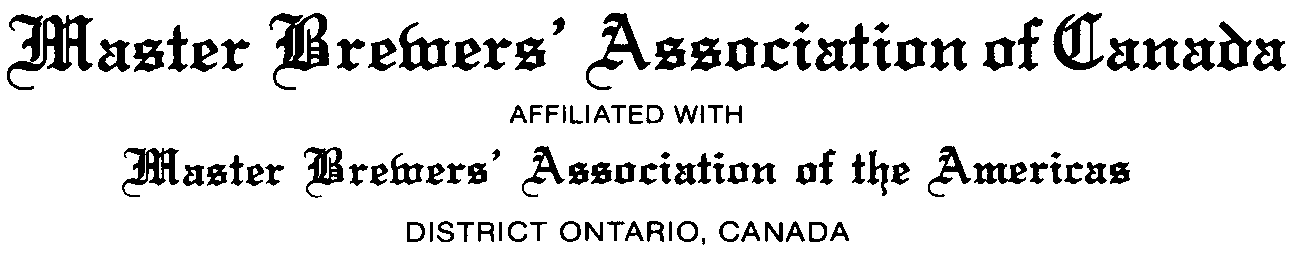 Master Brewers' Association of Canada
AFFILIATED WITH
Master Brewers' Association of the Americas
DISTRICT ONTARIO, CANADA